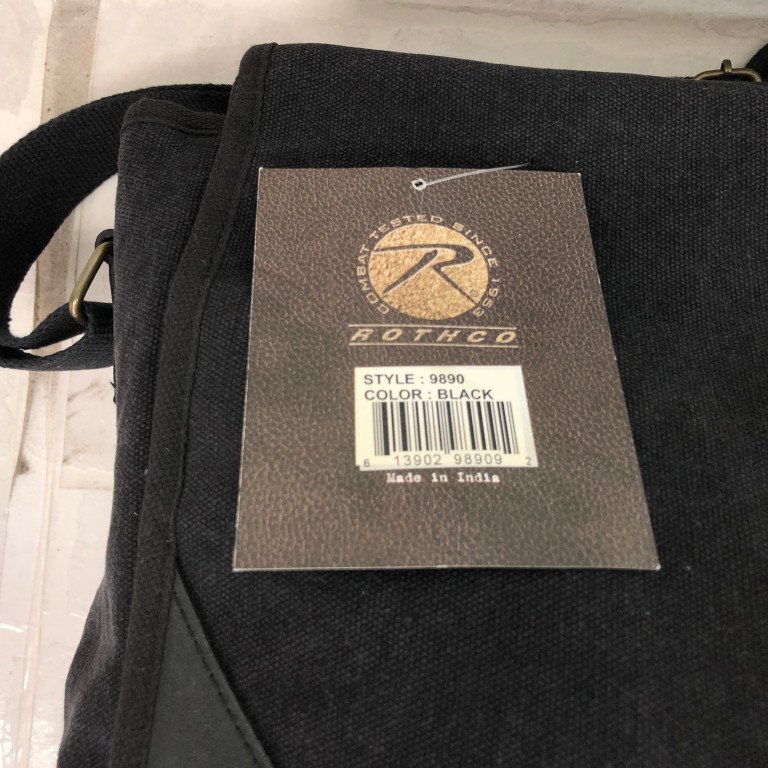 COMBAT TESTED SINCE 1953
R
ROTHCO
STYLE : 9890
COLOR : BLACK
6 13902 98909 2
Made in India